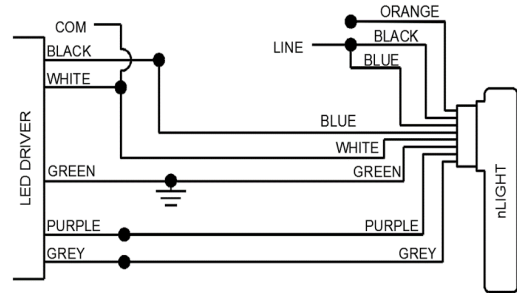 ORANGE
COM
BLACK
LINE
BLACK
BLUE
WHITE
BLUE
WHITE
LED DRIVER
GREEN
GREEN
nLIGHT
PURPLE
PURPLE
GREY
GREY